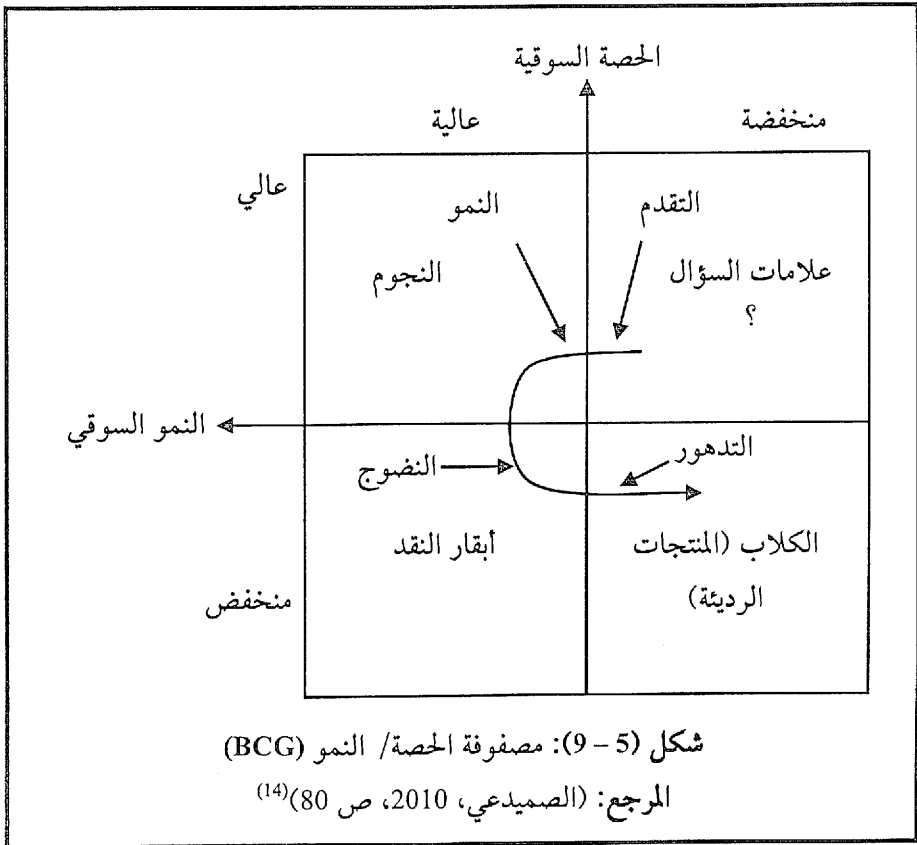 الحصة السوقية
منخفضة
عالية
عالي
التقدم
النمو
علامات السؤال
؟
النجوم
النمو السوقي
التدهور
النضوج
الكلاب (المنتجات
الرديئة)
أبقار النقد
منخفض
شكل (5 – 9): مصفوفة الحصة/ النمو (BCG)
المرجع: (الصميدعي، 2010، ص 80)(14)